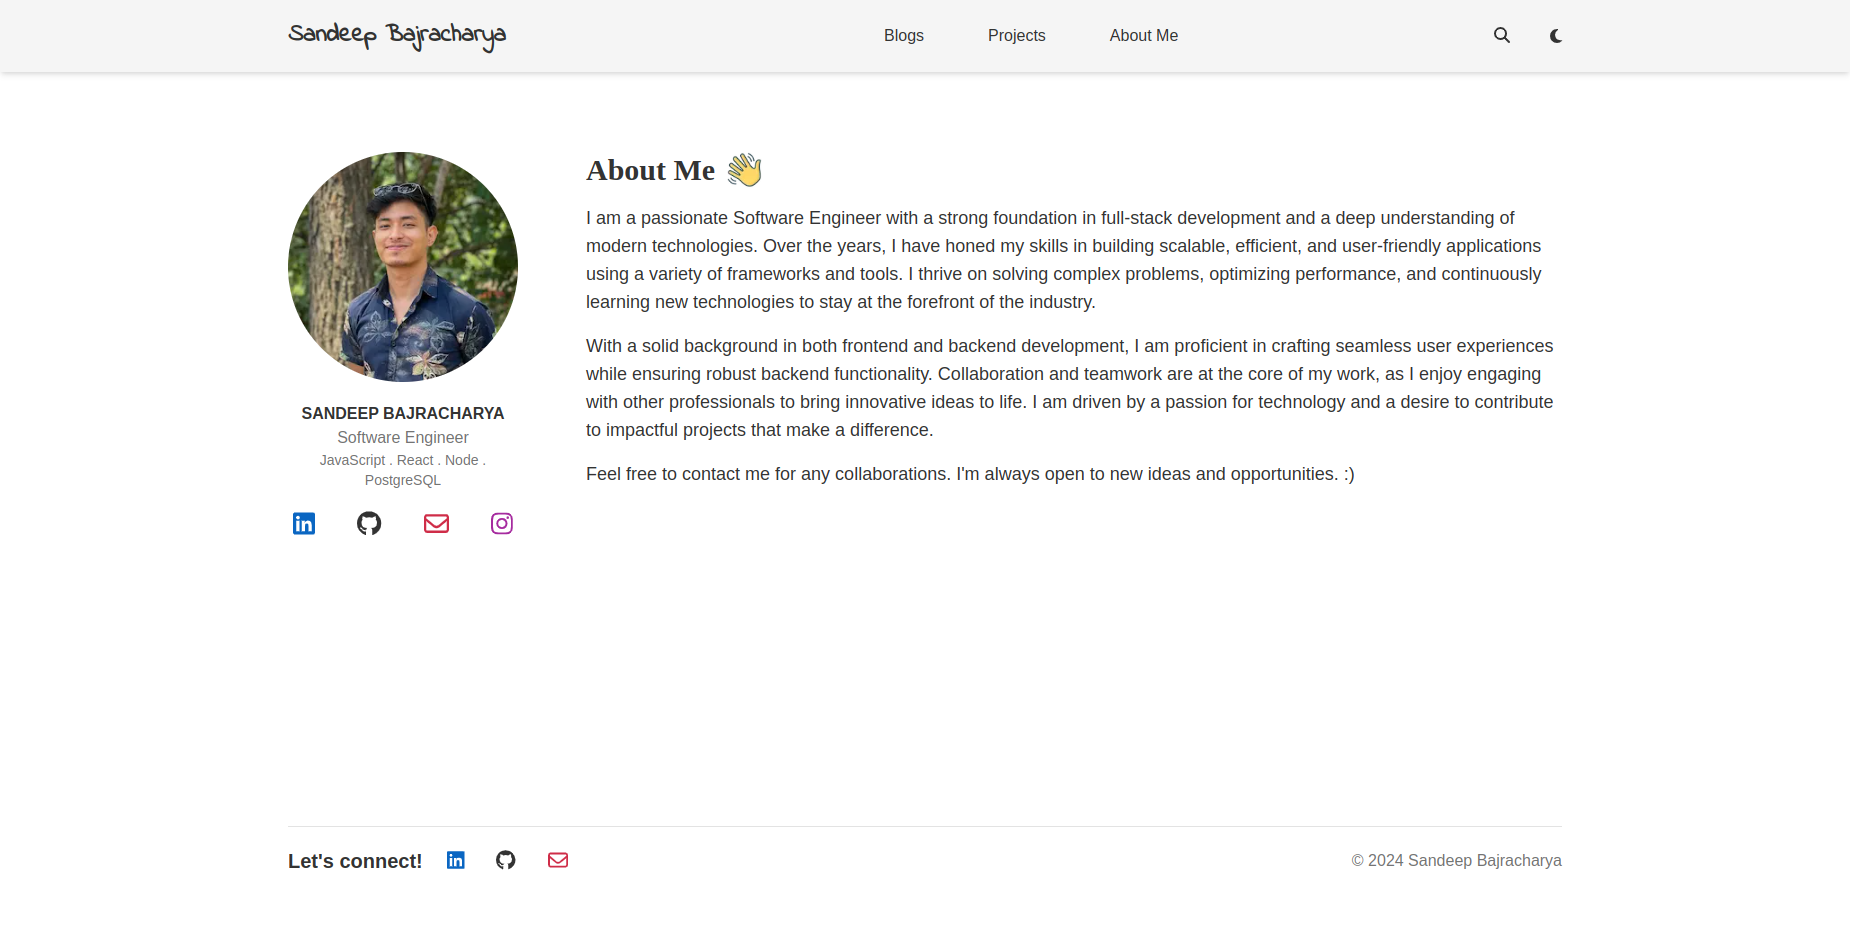 Sandeep Bajracharya
Blogs
Projects
About Me
About Me
I am a passionate Software Engineer with a strong foundation in full-stack development and a deep understanding of
modern technologies. Over the years, I have honed my skills in building scalable, efficient, and user-friendly applications
using a variety of frameworks and tools. I thrive on solving complex problems, optimizing performance, and continuously
learning new technologies to stay at the forefront of the industry.
With a solid background in both frontend and backend development, I am proficient in crafting seamless user experiences
while ensuring robust backend functionality. Collaboration and teamwork are at the core of my work, as I enjoy engaging
with other professionals to bring innovative ideas to life. I am driven by a passion for technology and a desire to contribute
to impactful projects that make a difference.
Feel free to contact me for any collaborations. I'm always open to new ideas and opportunities. :)
SANDEEP BAJRACHARYA
Software Engineer
JavaScript . React . Node .
PostgreSQL
Let's connect!
© 2024 Sandeep Bajracharya